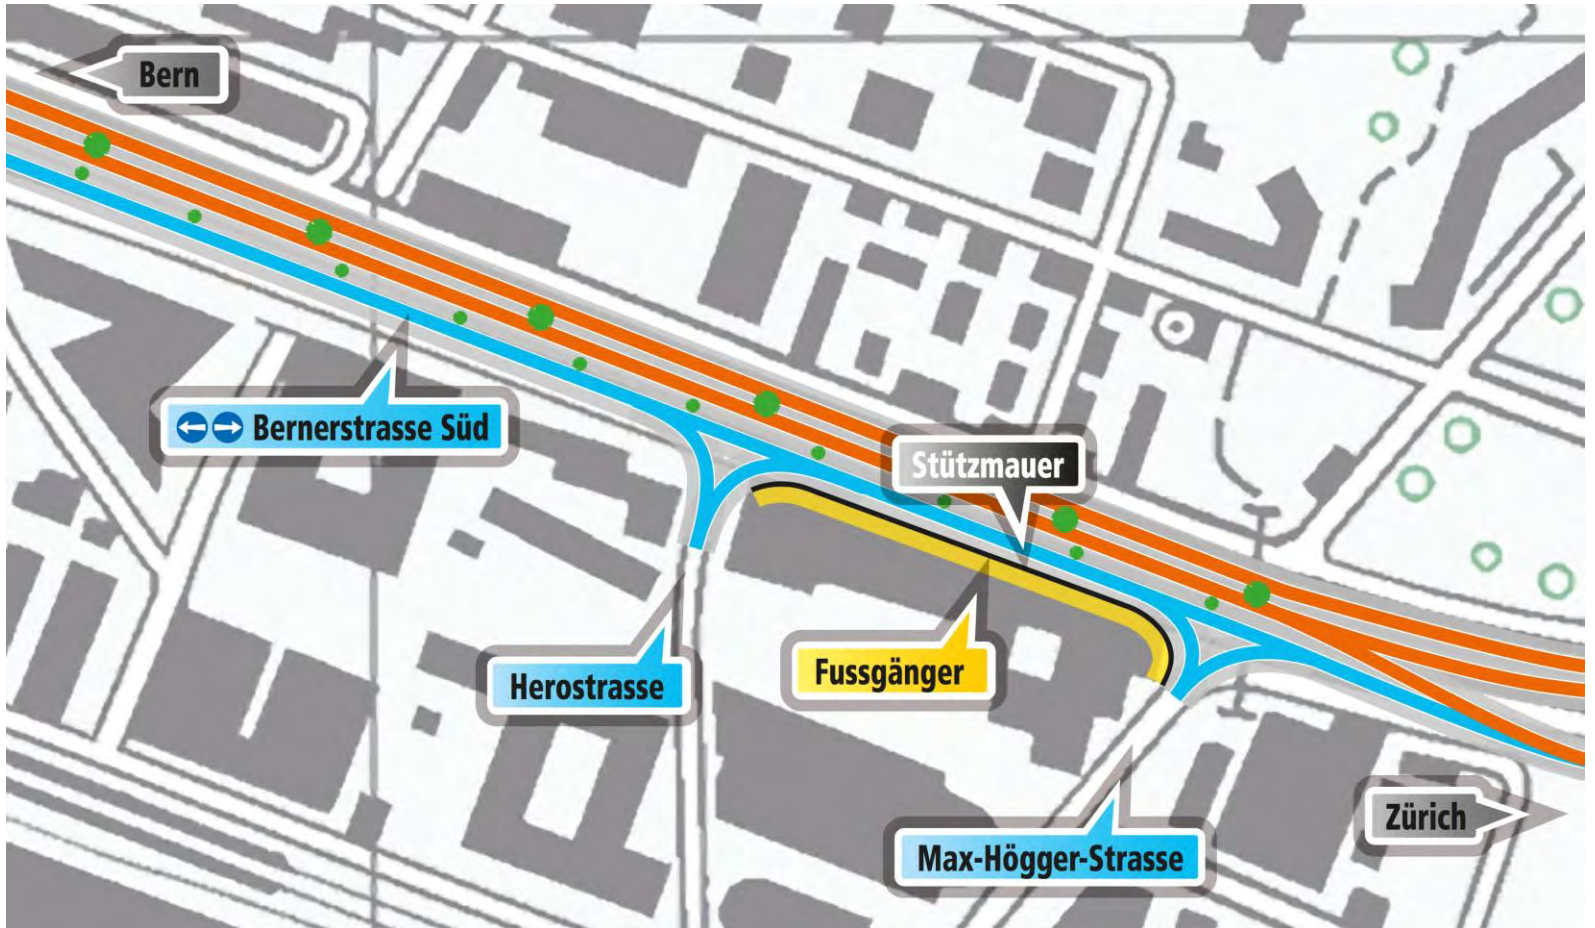 Bern
Bernerstrasse Süd
Stützmauer
Herostrasse
Fussgänger
Max-Högger-Strasse
Zürich